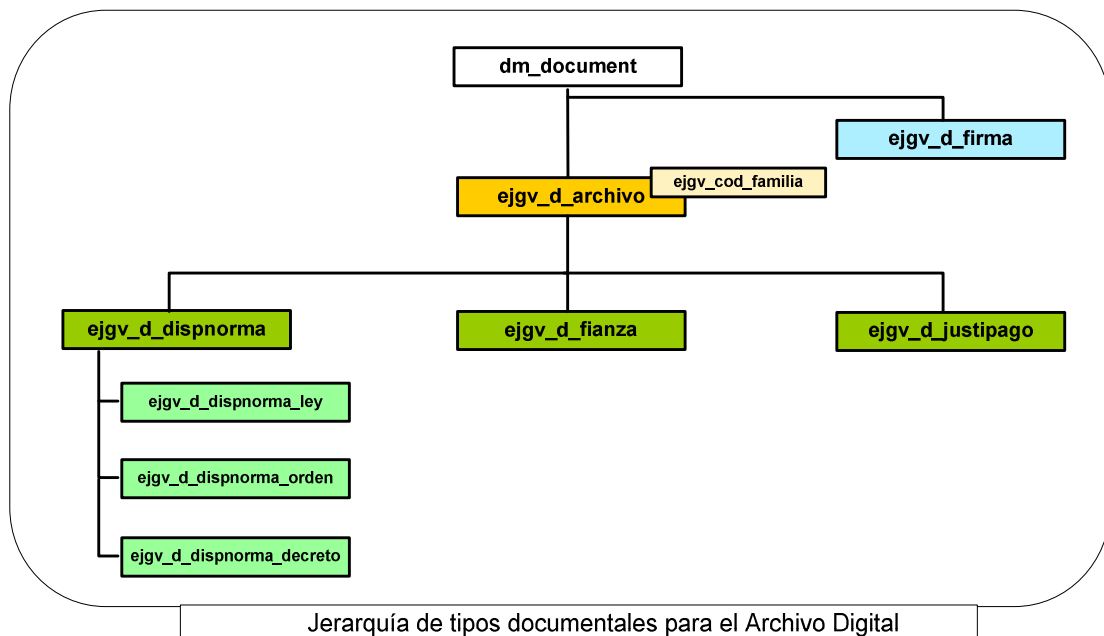 dm_document
ejgv_d_firma
ejgv_cod_familia
ejgv_d_archivo
ejgv_d_dispnorma
ejgv_d_fianza
ejgv_d_justipago
ejgv_d_dispnorma_ley
ejgv_d_dispnorma_orden
ejgv_d_dispnorma_decreto
Jerarquía de tipos documentales para el Archivo Digital